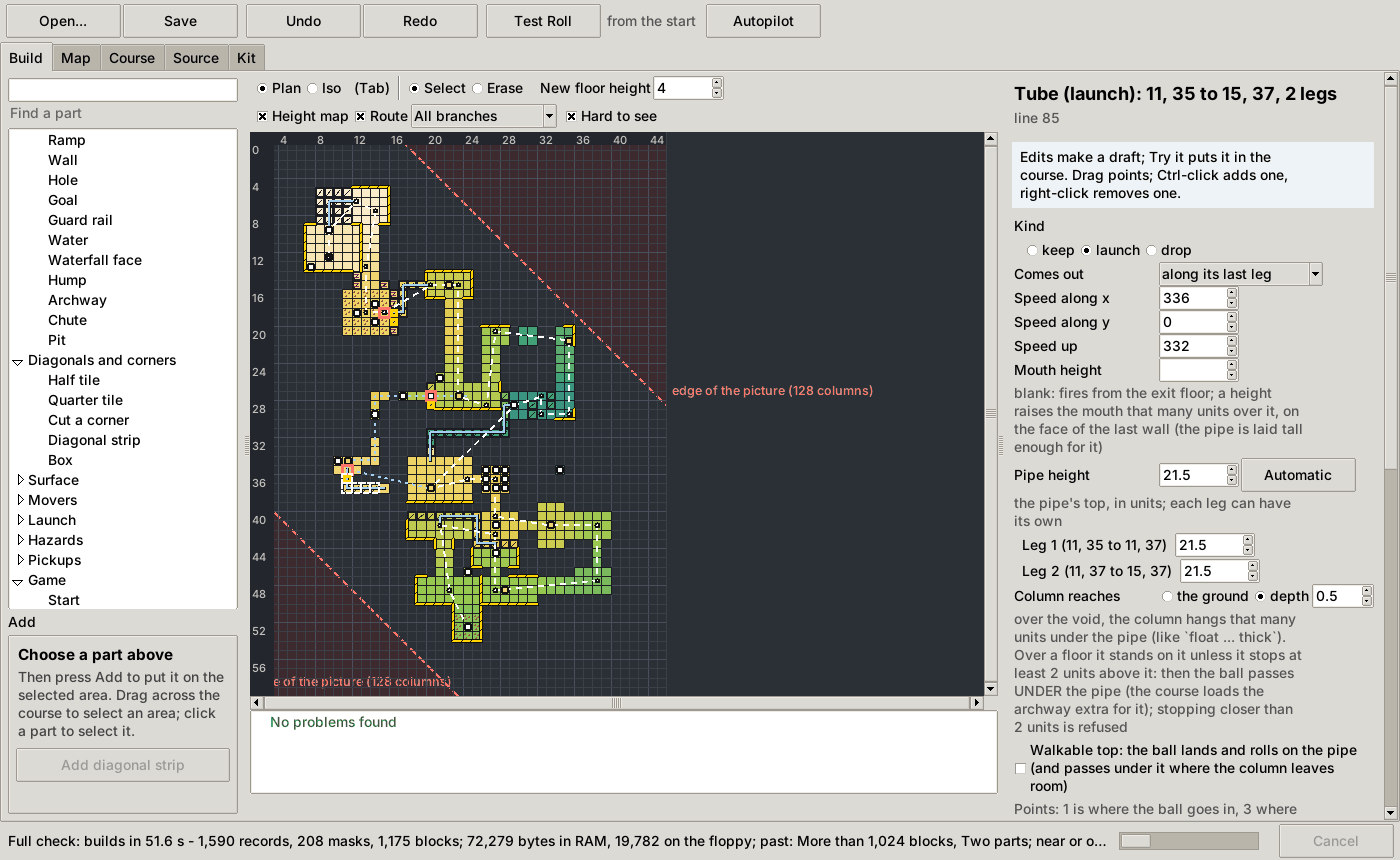 Open...
Save
Undo
Redo
Test Roll
from the start
Autopilot
Build
Map
Course
Source
Kit
Find a part
Ramp
Wall
Hole
Goal
Guard rail
Water
Waterfall face
Hump
Archway
Chute
Pit
Diagonals and corners
Half tile
Quarter tile
Cut a corner
Diagonal strip
Box
Surface
Movers
Launch
Hazards
Pickups
Game
Start
Add
Choose a part above
Then press Add to put it on the
selected area. Drag across the
course to select an area; click
a part to select it.
Add diagonal strip
Plan
Iso
(Tab)
Select
Erase
New floor height
4
Height map
Route
All branches
Hard to see
4 8 12 16 20 24 28 32 36 40 44
0
4
8
12
16
20
24
28
32
36
40
44
48
52
56
edge of the picture (128 columns)
e of the picture (128 columns)
No problems found
Tube (launch): 11, 35 to 15, 37, 2 legs
line 85
Edits make a draft; Try it puts it in the
course. Drag points; Ctrl-click adds one,
right-click removes one.
Kind
keep
launch
drop
Comes out
along its last leg
Speed along x
336
Speed along y
0
Speed up
332
Mouth height
blank: fires from the exit floor; a height
raises the mouth that many units over it, on
the face of the last wall (the pipe is laid tall
enough for it)
Pipe height
21.5
Automatic
the pipe's top, in units; each leg can have
its own
Leg 1 (11, 35 to 11, 37)
21.5
Leg 2 (11, 37 to 15, 37)
21.5
Column reaches
the ground
depth
0.5
over the void, the column hangs that many
units under the pipe (like `float ... thick`).
Over a floor it stands on it unless it stops at
least 2 units above it: then the ball passes
UNDER the pipe (the course loads the
archway extra for it); stopping closer than
2 units is refused
Walkable top: the ball lands and rolls on the pipe
(and passes under it where the column leaves
room)
Points: 1 is where the ball goes in, 3 where
Full check: builds in 51.6 s - 1,590 records, 208 masks, 1,175 blocks; 72,279 bytes in RAM, 19,782 on the floppy; past: More than 1,024 blocks, Two parts; near or o...
Cancel